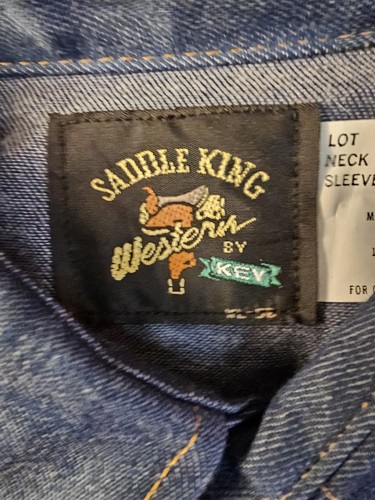 SADDLE KING
Western
BY
KEY
LOT
NECK
SLEEVE
FOR